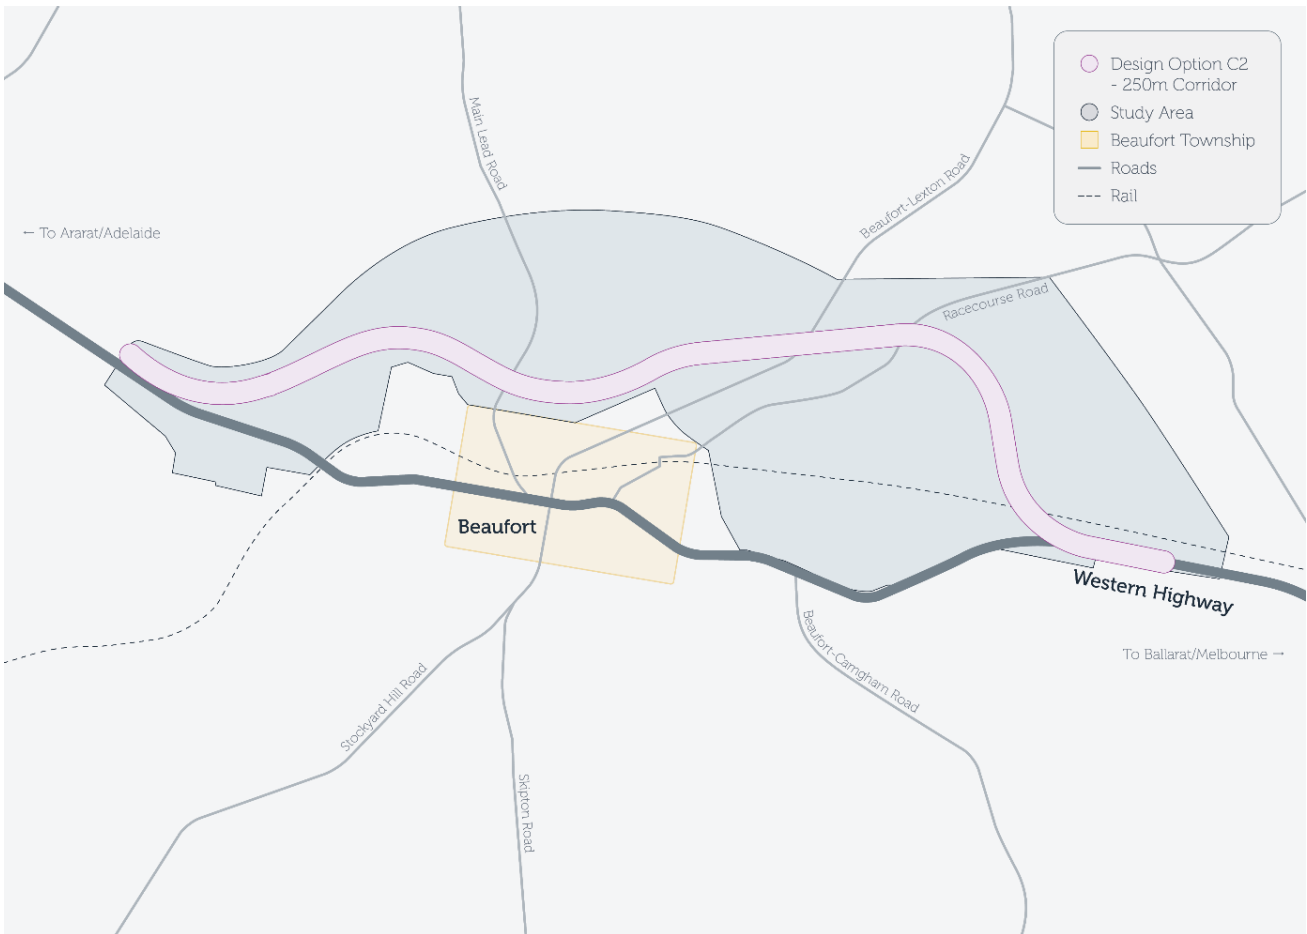 Design Option C2
- 250m Corridor
Study Area
Beaufort Township
Roads
Rail
Main Lead Road
Beaufort-Lexton Road
← To Ararat/Adelaide
Racecourse Road
Beaufort
Western Highway
Beaufort-Carngham Road
To Ballarat/Melbourne →
Stockyard Hill Road
Skipton Road